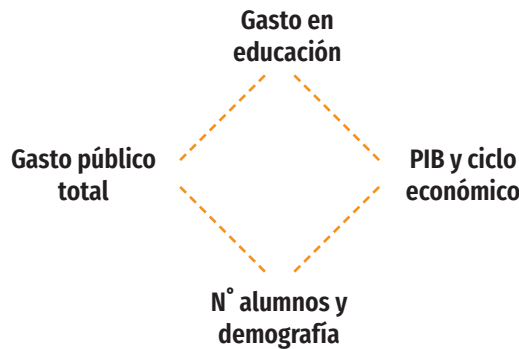 Gasto en
educación
Gasto público
total
PIB y ciclo
económico
N° alumnos y
demografía